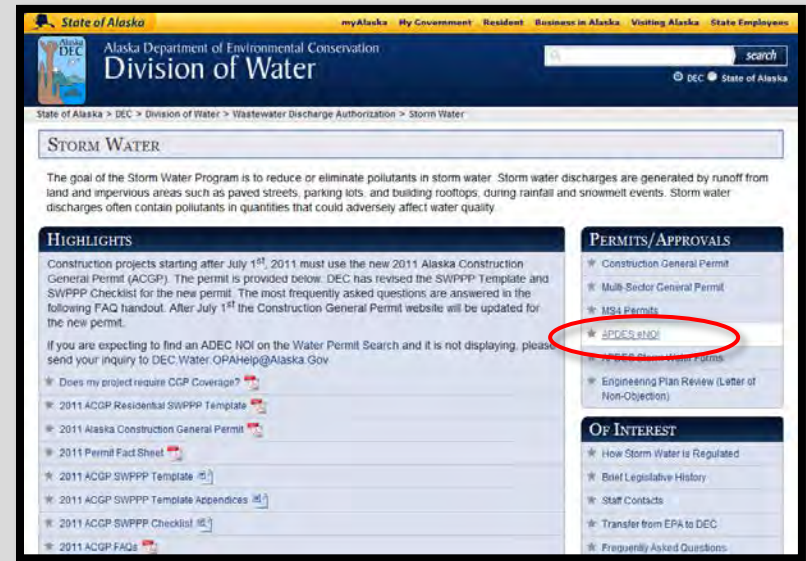 State of Alaska
myAlaska My Government Resident Business in Alaska Visiting Alaska State Employees
Alaska
DEC
Alaska Department of Environmental Conservation
Division of Water
search
DEC State of Alaska
State of Alaska > DEC > Division of Water > Wastewater Discharge Authorization > Storm Water
STORM WATER
The goal of the Storm Water Program is to reduce or eliminate pollutants in storm water. Storm water discharges are generated by runoff from
land and impervious areas such as paved streets, parking lots, and building rooftops, during rainfall and snowmelt events. Storm water
discharges often contain pollutants in quantities that could adversely affect water quality.
HIGHLIGHTS
Construction projects starting after July 1st, 2011 must use the new
2011 Alaska Construction
General Permit (ACGP). The permit is provided below. DEC has revised the SWPPP Template and
SWPPP Checklist for the new permit. The most frequently asked questions are answered in the
following FAQ handout. After July 1st the Construction General Permit website will be updated for
the new permit.
If you are expecting to find an ADEC NOI on the Water Permit Search and it is not displaying, please
send your inquiry to DEC.Water.OPAHelp@Alaska.Gov
Does my project require CGP Coverage?
2011 ACGP Residential SWPPP Template
2011 Alaska Construction General Permit
2011 Permit Fact Sheet
2011 ACGP SWPPP Template
2011 ACGP SWPPP Template Appendices
2011 ACGP SWPPP Checklist
2011 ACGP FAQs
PERMITS/APPROVALS
Construction General Permit
Multi-Sector General Permit
MS4 Permits
APDES eNOI
APDES Storm Water Forms
Engineering Plan Review (Letter of
Non-Objection)
OF INTEREST
How Storm Water is Regulated
Brief Legislative History
Staff Contacts
Transfer from EPA to DEC
Frequently Asked Questions